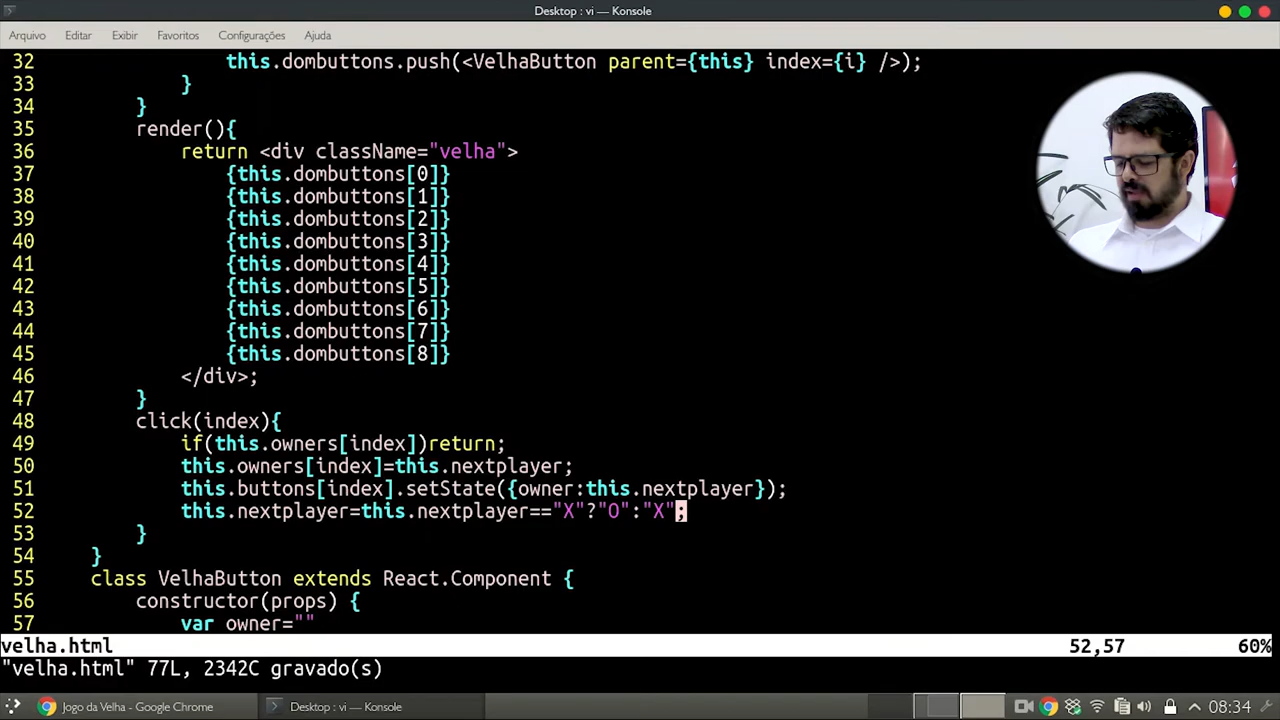 Desktop : vi — Konsole
Arquivo Editar Exibir Favoritos Configurações Ajuda
32 this.dombuttons.push(<VelhaButton parent={this} index={i} />);
33 }
34 }
35 render(){
36 return <div className="velha">
37 {this.dombuttons[0]}
38 {this.dombuttons[1]}
39 {this.dombuttons[2]}
40 {this.dombuttons[3]}
41 {this.dombuttons[4]}
42 {this.dombuttons[5]}
43 {this.dombuttons[6]}
44 {this.dombuttons[7]}
45 {this.dombuttons[8]}
46 </div>;
47 }
48 click(index){
49 if(this.owners[index])return;
50 this.owners[index]=this.nextplayer;
51 this.buttons[index].setState({owner:this.nextplayer});
52 this.nextplayer=this.nextplayer=="X"?"O":"X";
53 }
54 }
55 class VelhaButton extends React.Component {
56 constructor(props) {
57 var owner=""
velha.html 52,57 60%
"velha.html" 77L, 2342C gravado(s)
Jogo da Velha - Google Chrome Desktop : vi — Konsole 08:34